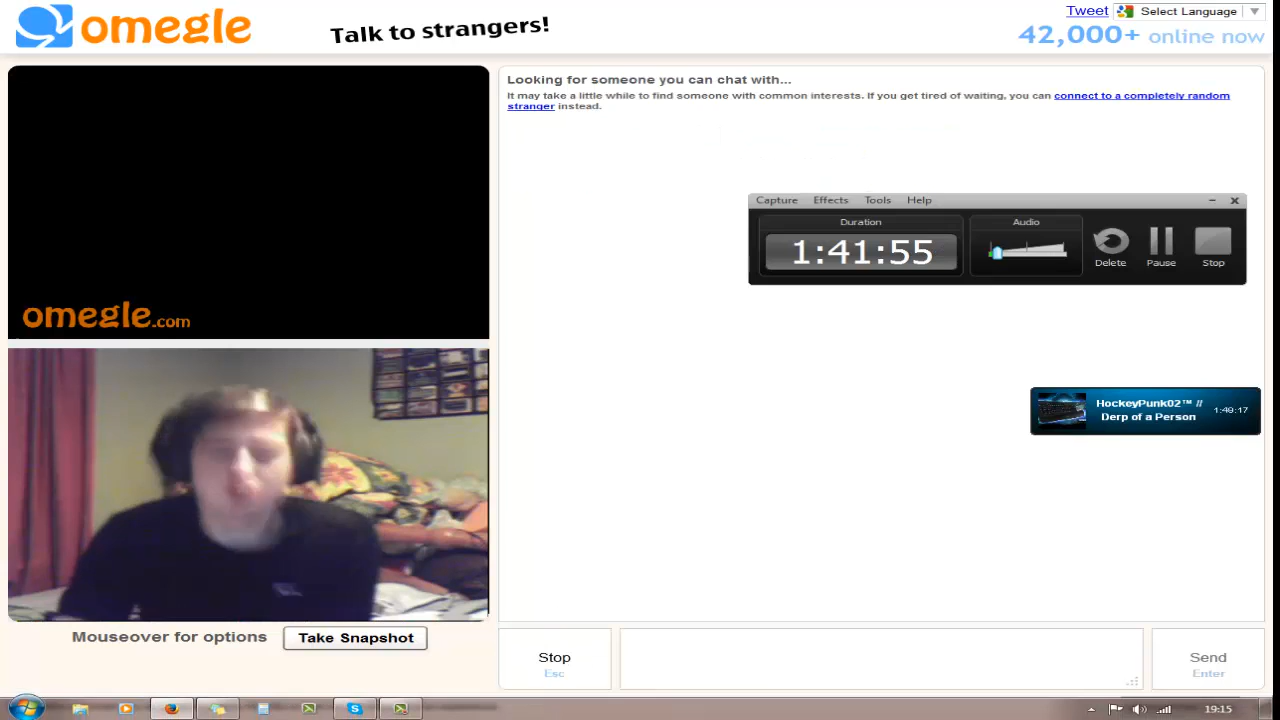 omegle
Talk to strangers!
Tweet
Select Language
42,000+ online now
Looking for someone you can chat with...
It may take a little while to find someone with common interests. If you get tired of waiting, you can connect to a completely random
stranger instead.
omegle.com
Capture Effects Tools Help
Duration
Audio
1:41:55
Delete
Pause
Stop
HockeyPunk02™ //
Derp of a Person
1:49:17
Mouseover for options
Take Snapshot
Stop
Esc
Send
Enter
19:15